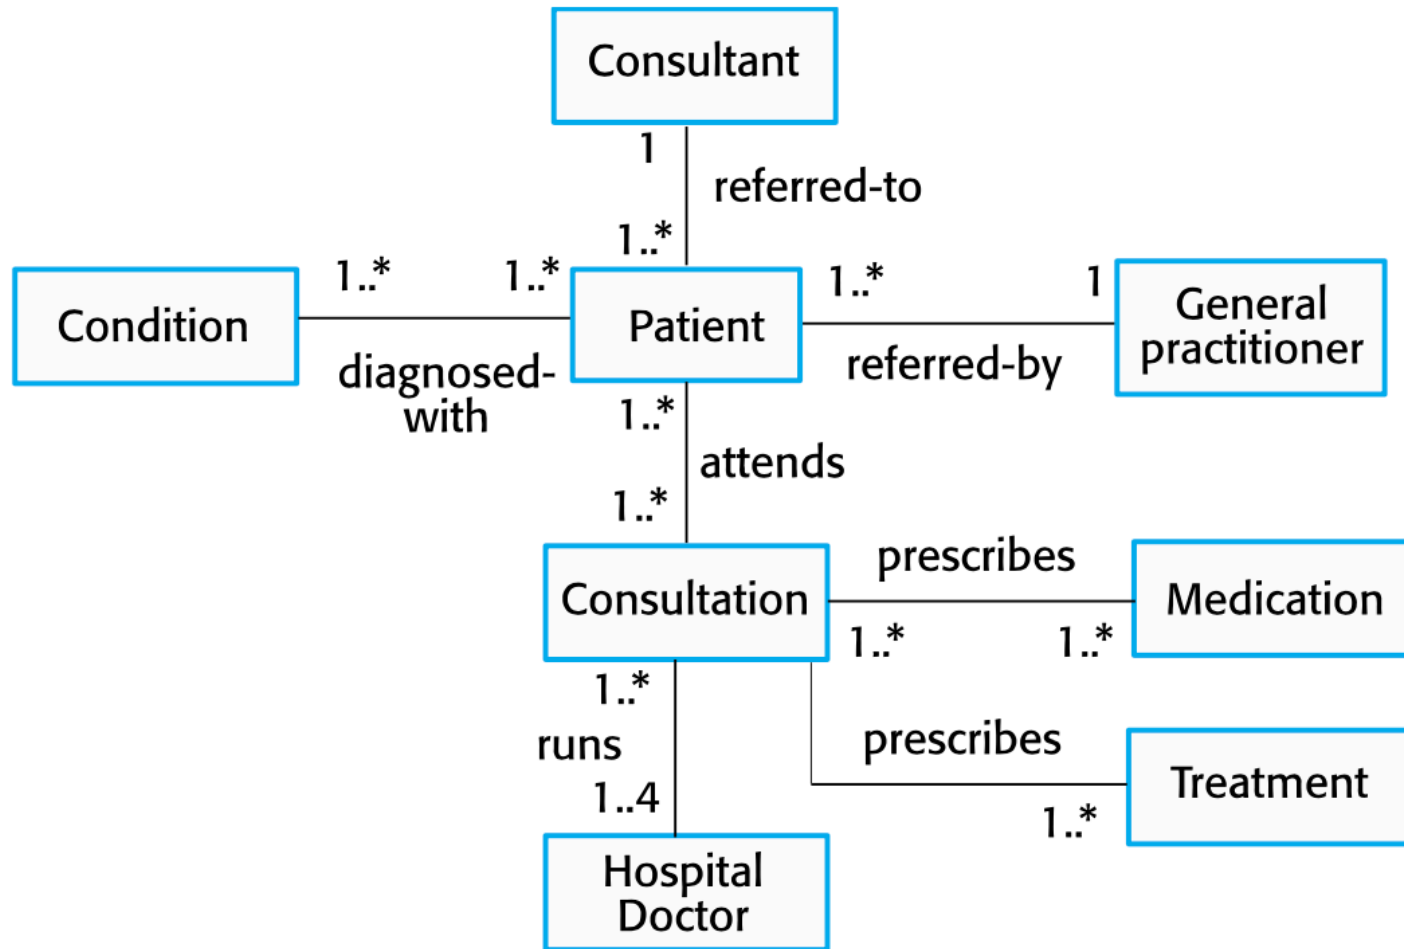 Consultant
1
referred-to
1..*
1..*
1..*
1..*
1
Condition
Patient
General
practitioner
diagnosed-
with
referred-by
1..*
attends
1..*
prescribes
Consultation
Medication
1..*
1..*
1..*
runs
prescribes
1..4
Treatment
1..*
Hospital
Doctor